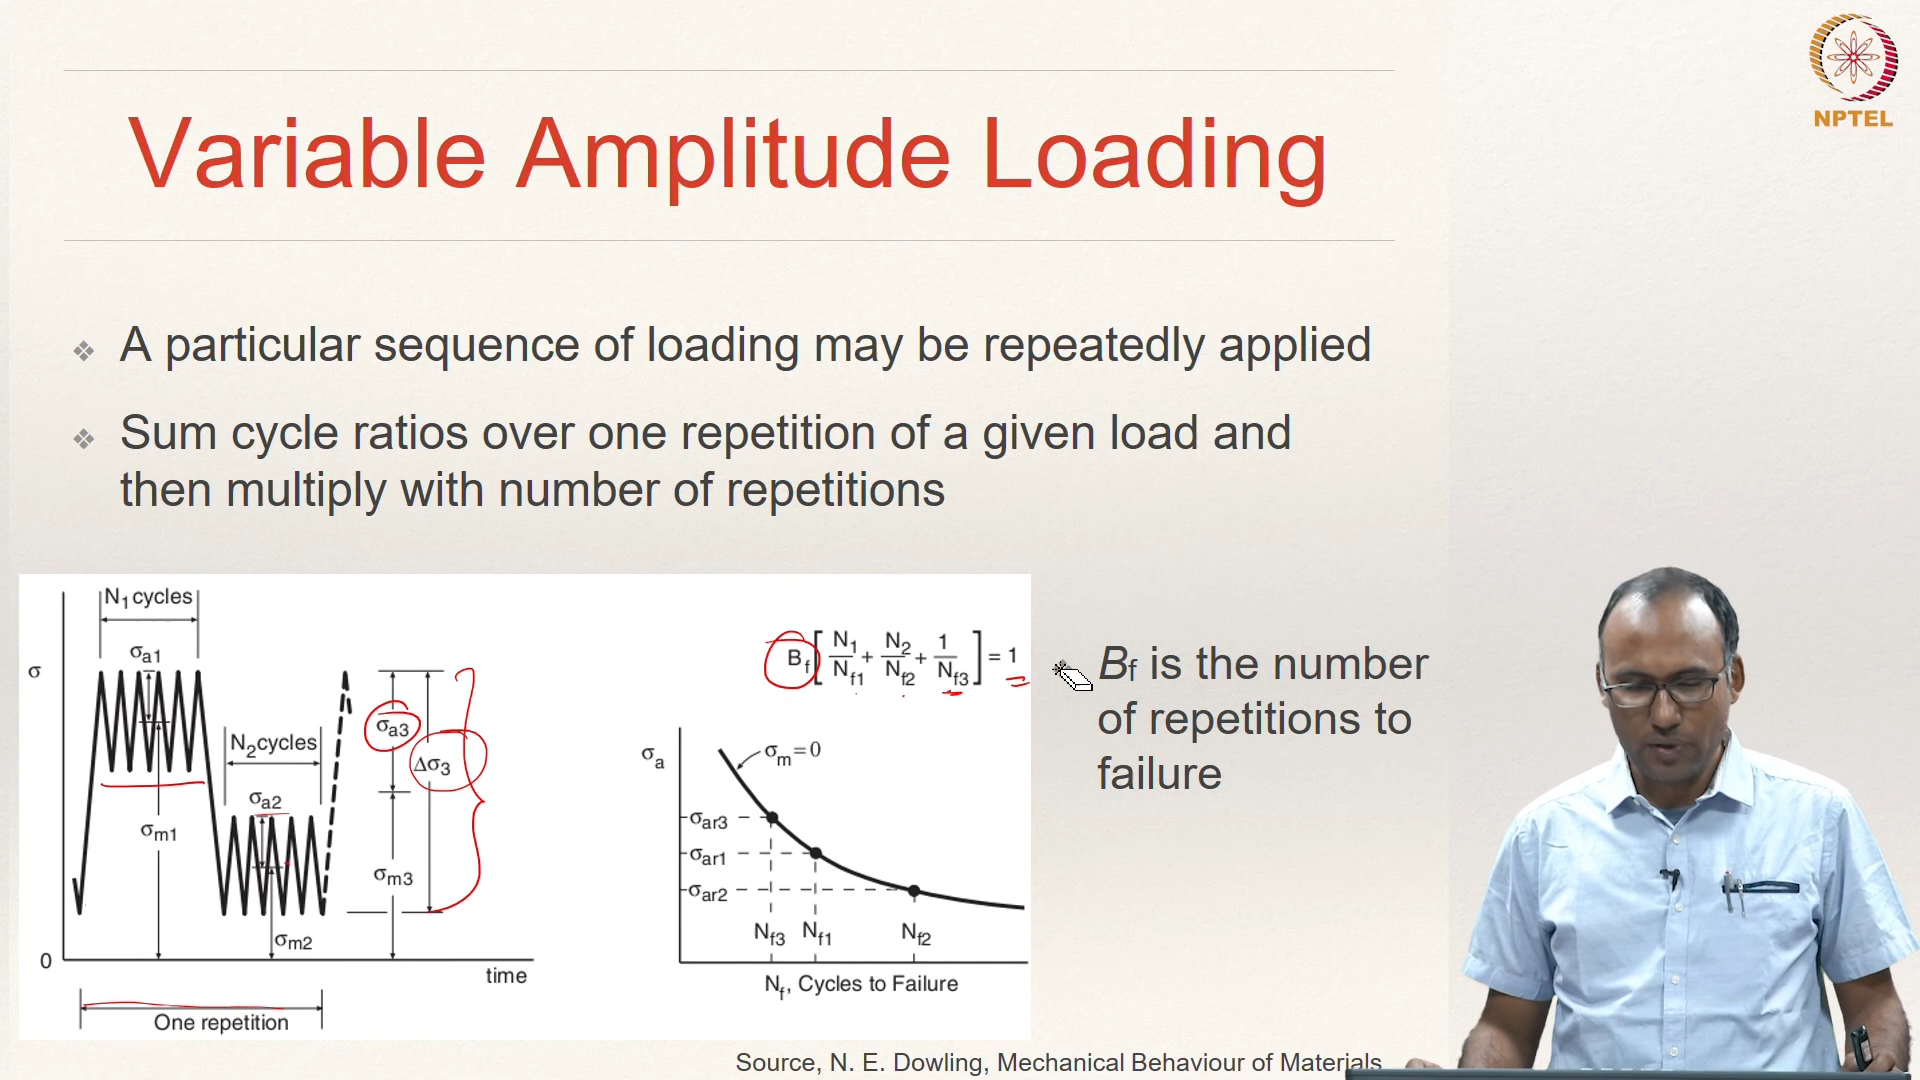 NPTEL
Variable Amplitude Loading
❖ A particular sequence of loading may be repeatedly applied
❖ Sum cycle ratios over one repetition of a given load and
then multiply with number of repetitions
N1 cycles
σa1
σ
N2 cycles
σa2
σm1
σa3
Δσ3
σm3
σm2
0
time
One repetition
Bf [ N1/Nf1 + N2/Nf2 + 1/Nf3 ] = 1
σa
σm=0
σar3
σar1
σar2
Nf3 Nf1 Nf2
Nf, Cycles to Failure
Bf is the number
of repetitions to
failure
Source, N. E. Dowling, Mechanical Behaviour of Materials